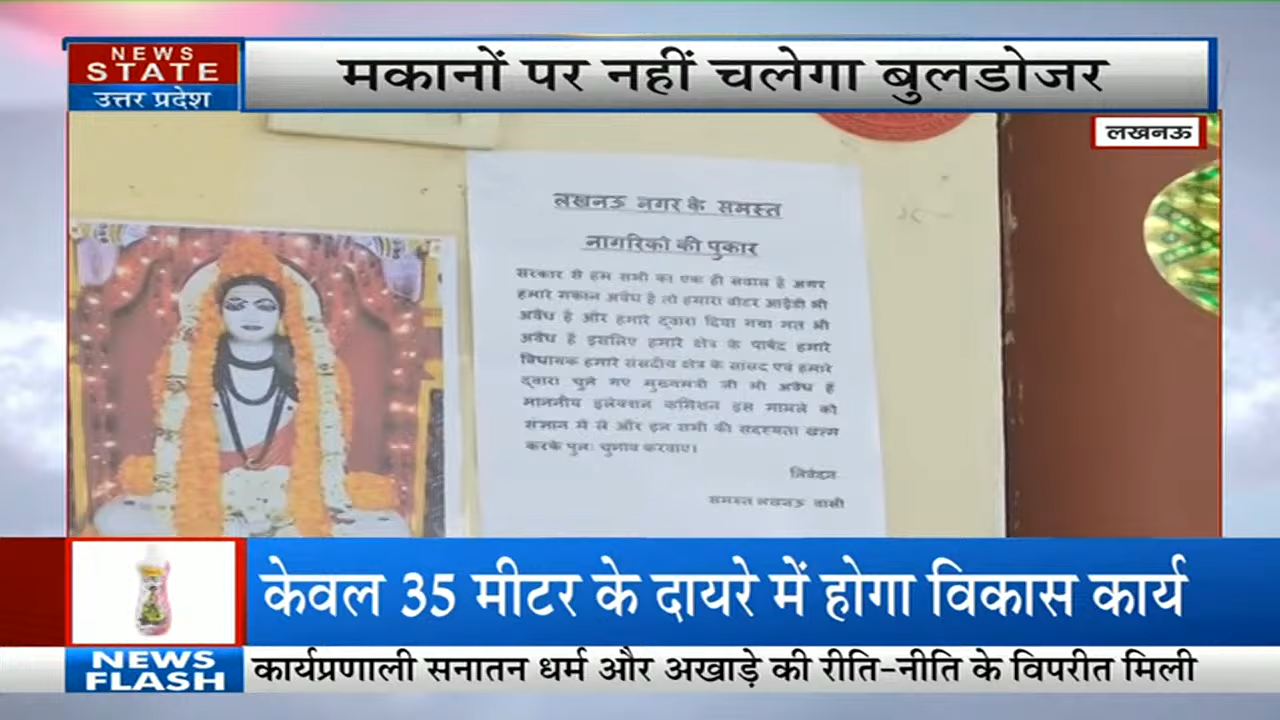 NEWS
STATE
उत्तर प्रदेश
मकानों पर नहीं चलेगा बुलडोजर
लखनऊ
लखनऊ नगर के समस्त
नागरिको की पुकार
सरकार से हम सभी का एक ही सवाल है अगर
हमारे मकान अवैध है तो हमारा वोटर आईडी भी
अवैध है और हमारे द्वारा दिया गया मत भी
अवैध है इसलिए हमारे क्षेत्र के पार्षद हमारे
विधायक हमारे संसदीय क्षेत्र के सांसद एवं हमारे
द्वारा चुने गए मुख्यमंत्री जी भी अवैध हैं
माननीय इलेक्शन कमिशन इस मामले को
संज्ञान में ले और इन सभी की सदस्यता खत्म
करके पुनः चुनाव करवाए।
निवेदन
समस्त लखनऊ वासी
केवल 35 मीटर के दायरे में होगा विकास कार्य
NEWS
FLASH
कार्यप्रणाली सनातन धर्म और अखाड़े की रीति-नीति के विपरीत मिली